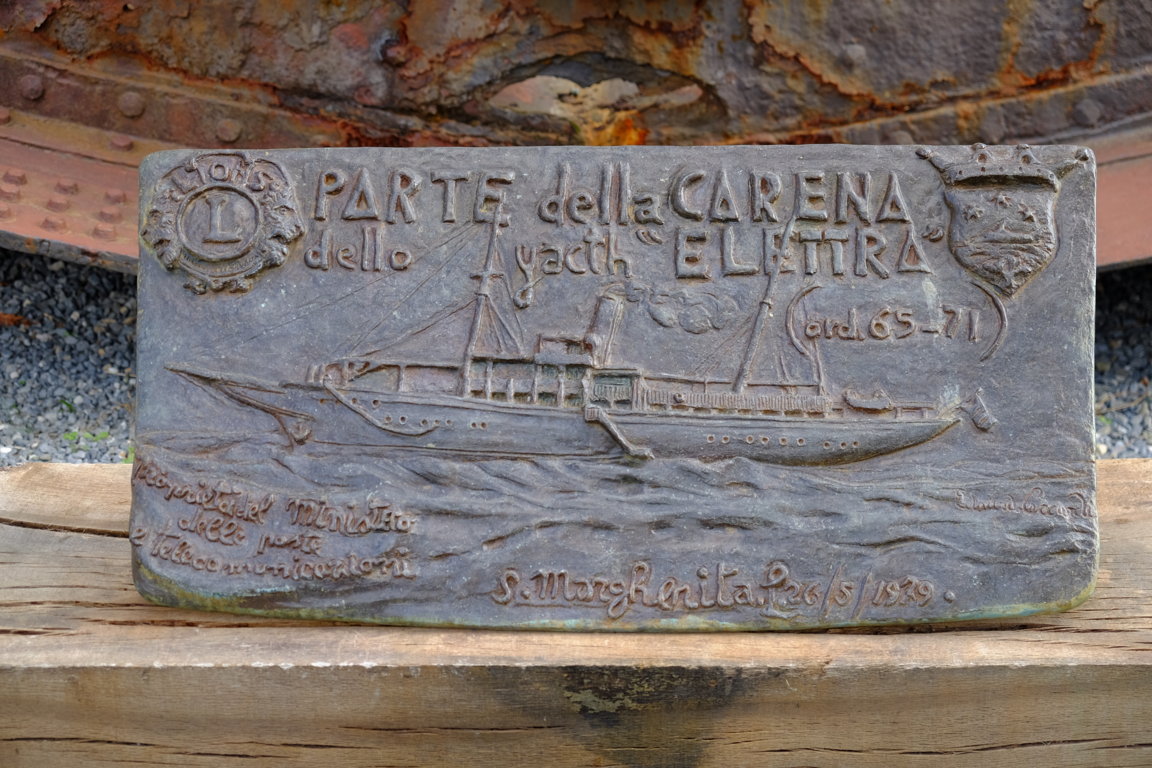 LIONS
L
PARTE della CARENA
dello yacth "ELETTRA"
(ord. 65-71)
Proprietà del Ministro
delle poste
e Telecomunicazioni
S. Margherita L. 26/5/1979.